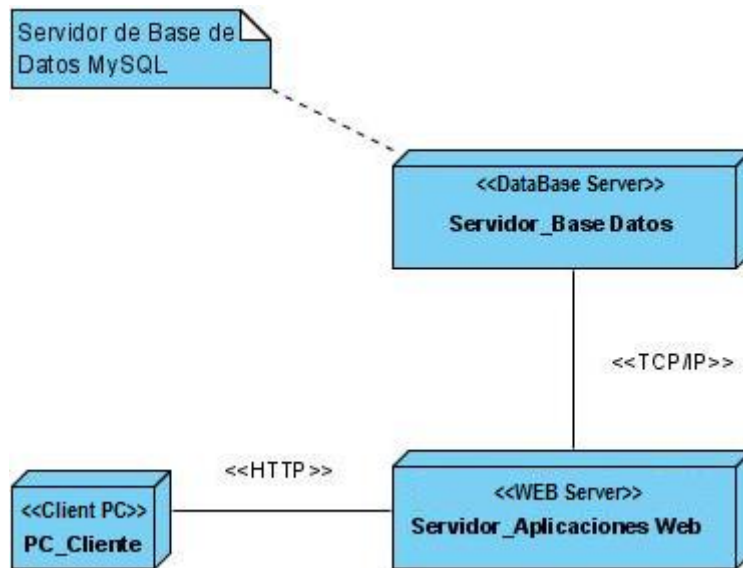 Servidor de Base de
Datos MySQL
<<DataBase Server>>
Servidor_Base Datos
<<TCP/IP>>
<<HTTP>>
<<Client PC>>
PC_Cliente
<<WEB Server>>
Servidor_Aplicaciones Web